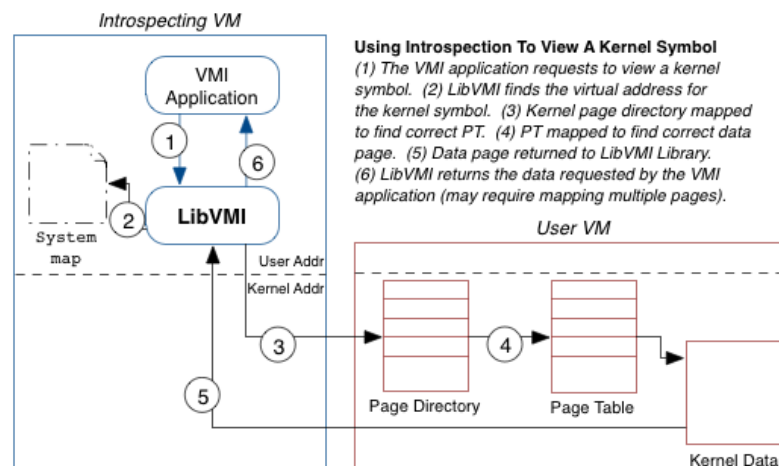 Introspecting VM
VMI
Application
1
6
2
LibVMI
System
map
User Addr
Kernel Addr
Using Introspection To View A Kernel Symbol
(1) The VMI application requests to view a kernel
symbol. (2) LibVMI finds the virtual address for
the kernel symbol. (3) Kernel page directory mapped
to find correct PT. (4) PT mapped to find correct data
page. (5) Data page returned to LibVMI Library.
(6) LibVMI returns the data requested by the VMI
application (may require mapping multiple pages).
User VM
3
4
5
Page Directory
Page Table
Kernel Data